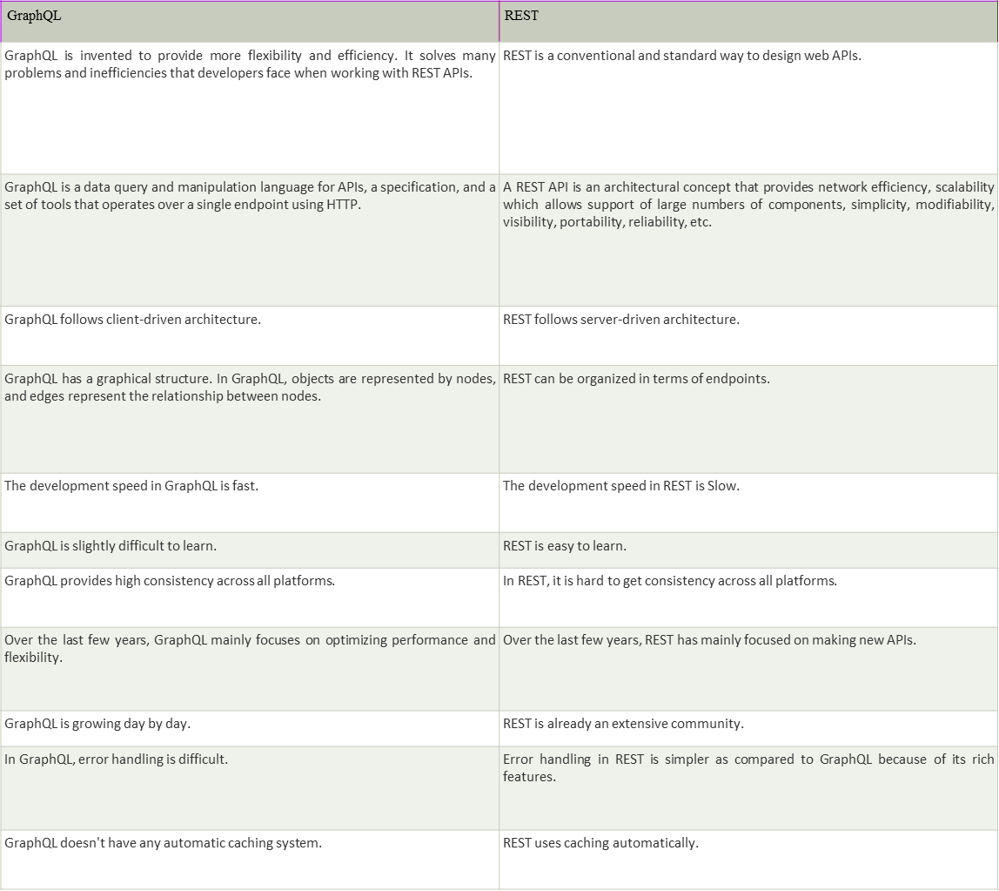 GraphQL
REST
GraphQL is invented to provide more flexibility and efficiency. It solves many
problems and inefficiencies that developers face when working with REST APIs.
REST is a conventional and standard way to design web APIs.
GraphQL is a data query and manipulation language for APIs, a specification, and a
set of tools that operates over a single endpoint using HTTP.
A REST API is an architectural concept that provides network efficiency, scalability
which allows support of large numbers of components, simplicity, modifiability,
visibility, portability, reliability, etc.
GraphQL follows client-driven architecture.
REST follows server-driven architecture.
GraphQL has a graphical structure. In GraphQL, objects are represented by nodes,
and edges represent the relationship between nodes.
REST can be organized in terms of endpoints.
The development speed in GraphQL is fast.
The development speed in REST is Slow.
GraphQL is slightly difficult to learn.
REST is easy to learn.
GraphQL provides high consistency across all platforms.
In REST, it is hard to get consistency across all platforms.
Over the last few years, GraphQL mainly focuses on optimizing performance and
flexibility.
Over the last few years, REST has mainly focused on making new APIs.
GraphQL is growing day by day.
REST is already an extensive community.
In GraphQL, error handling is difficult.
Error handling in REST is simpler as compared to GraphQL because of its rich
features.
GraphQL doesn't have any automatic caching system.
REST uses caching automatically.